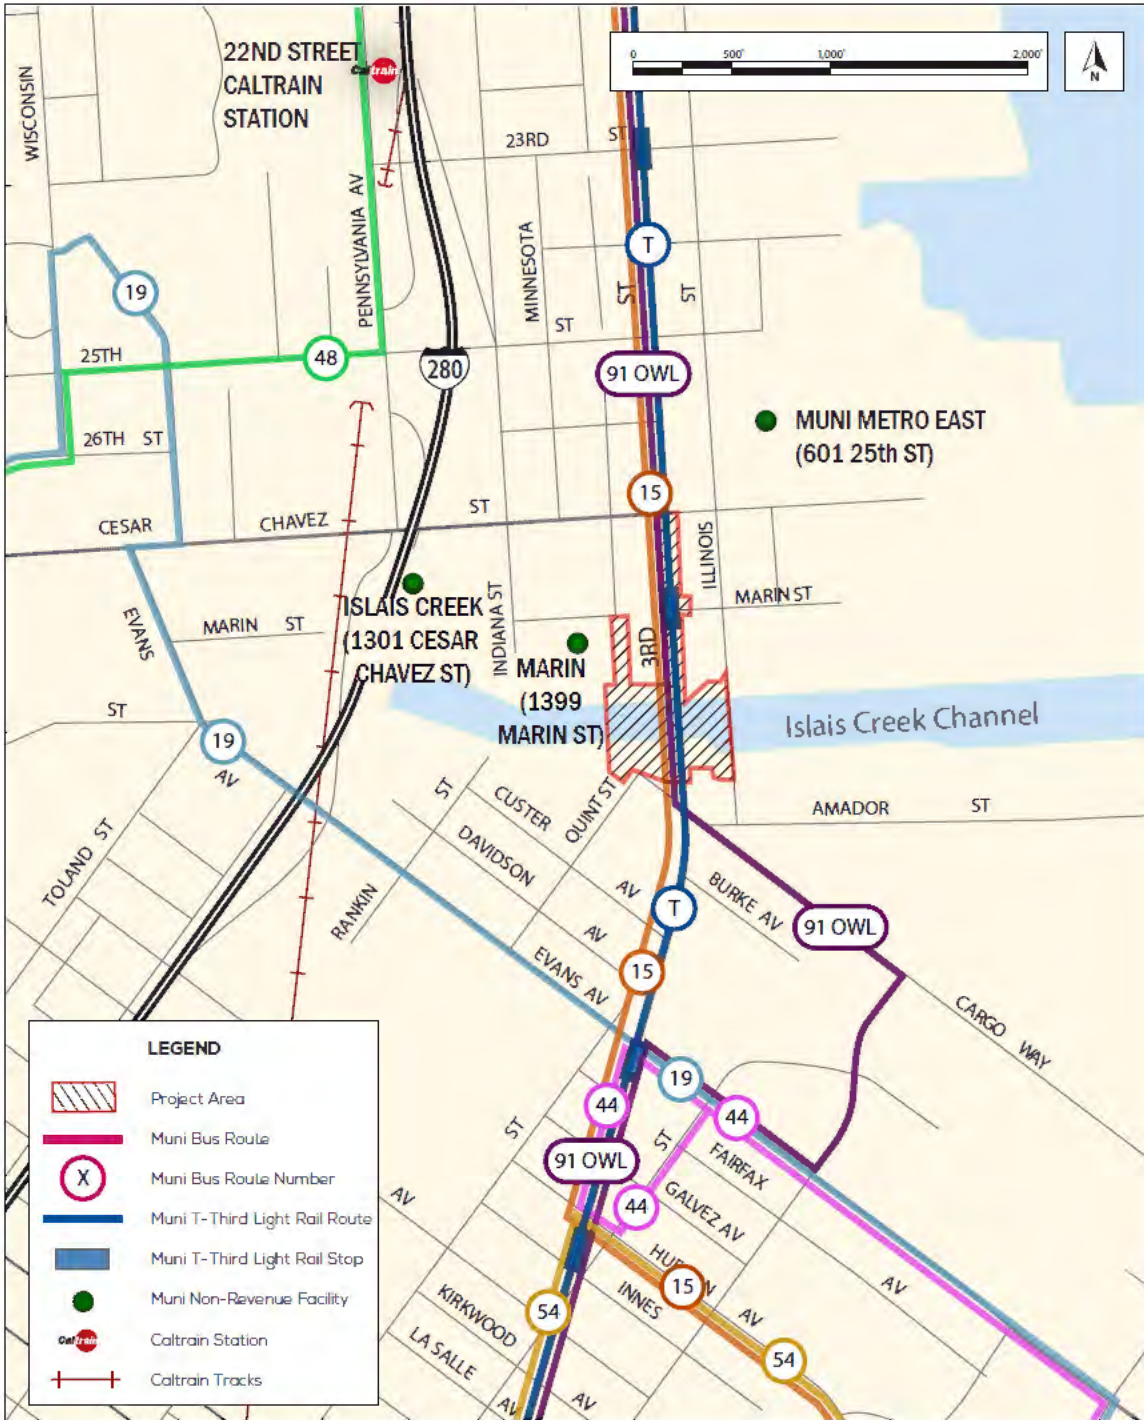 22ND STREET
CALTRAIN
STATION
Caltrain
0 500' 1,000' 2,000'
N
WISCONSIN
23RD ST
PENNSYLVANIA AV
MINNESOTA
ST
ST
T
19
ST
25TH
48
280
91 OWL
MUNI METRO EAST
(601 25th ST)
26TH ST
15
CESAR CHAVEZ ST
ILLINOIS
EVANS
ISLAIS CREEK
(1301 CESAR
CHAVEZ ST)
MARIN ST
MARIN ST
INDIANA ST
3RD
MARIN
(1399
MARIN ST)
ST
19
AV
Islais Creek Channel
AMADOR ST
ST
CUSTER
QUINT ST
DAVIDSON
AV
TOLAND ST
RANKIN
BURKE AV
T
91 OWL
AV
15
EVANS AV
CARGO WAY
19
44
44
ST
ST
FAIRFAX
91 OWL
GALVEZ AV
44
AV
AV
HUDSON
15
AV
INNES
KIRKWOOD
54
LA SALLE
54
AV
AV
LEGEND
Project Area
Muni Bus Route
X
Muni Bus Route Number
Muni T-Third Light Rail Route
Muni T-Third Light Rail Stop
Muni Non-Revenue Facility
Caltrain
Caltrain Station
Caltrain Tracks